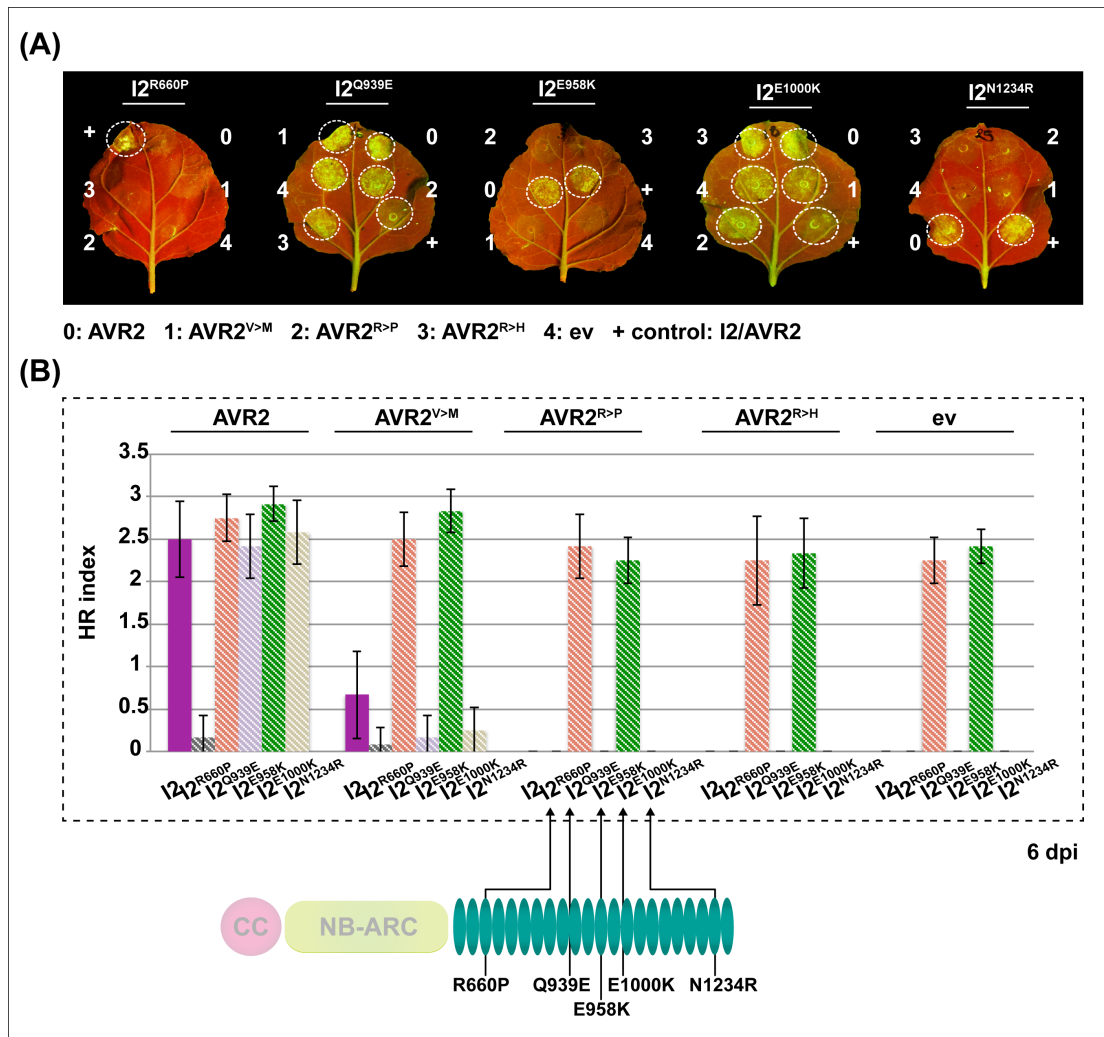 (A)
I2R660P I2Q939E I2E958K I2E1000K I2N1234R
+ 0 1 0 2 3 3 0 3 2
3 1 4 2 0 + 4 1 4 1
2 4 3 + 1 4 2 + 0 +
0: AVR2 1: AVR2V>M 2: AVR2R>P 3: AVR2R>H 4: ev + control: I2/AVR2
(B)
AVR2 AVR2V>M AVR2R>P AVR2R>H ev
3.5
3
2.5
2
1.5
1
0.5
0
HR index
I2 I2R660P I2Q939E I2E958K I2E1000K I2N1234R I2 I2R660P I2Q939E I2E958K I2E1000K I2N1234R I2 I2R660P I2Q939E I2E958K I2E1000K I2N1234R I2 I2R660P I2Q939E I2E958K I2E1000K I2N1234R I2 I2R660P I2Q939E I2E958K I2E1000K I2N1234R
6 dpi
CC NB-ARC
R660P Q939E E1000K N1234R
E958K